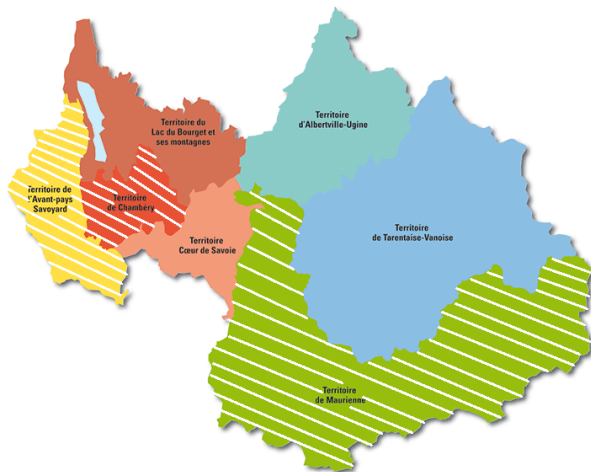 Territoire
d'Albertville-Ugine
Territoire du
Lac du Bourget et
ses montagnes
Territoire de
l'Avant-pays
Savoyard
Territoire
de Chambéry
Territoire
Cœur de Savoie
Territoire
de Tarentaise-Vanoise
Territoire
de Maurienne